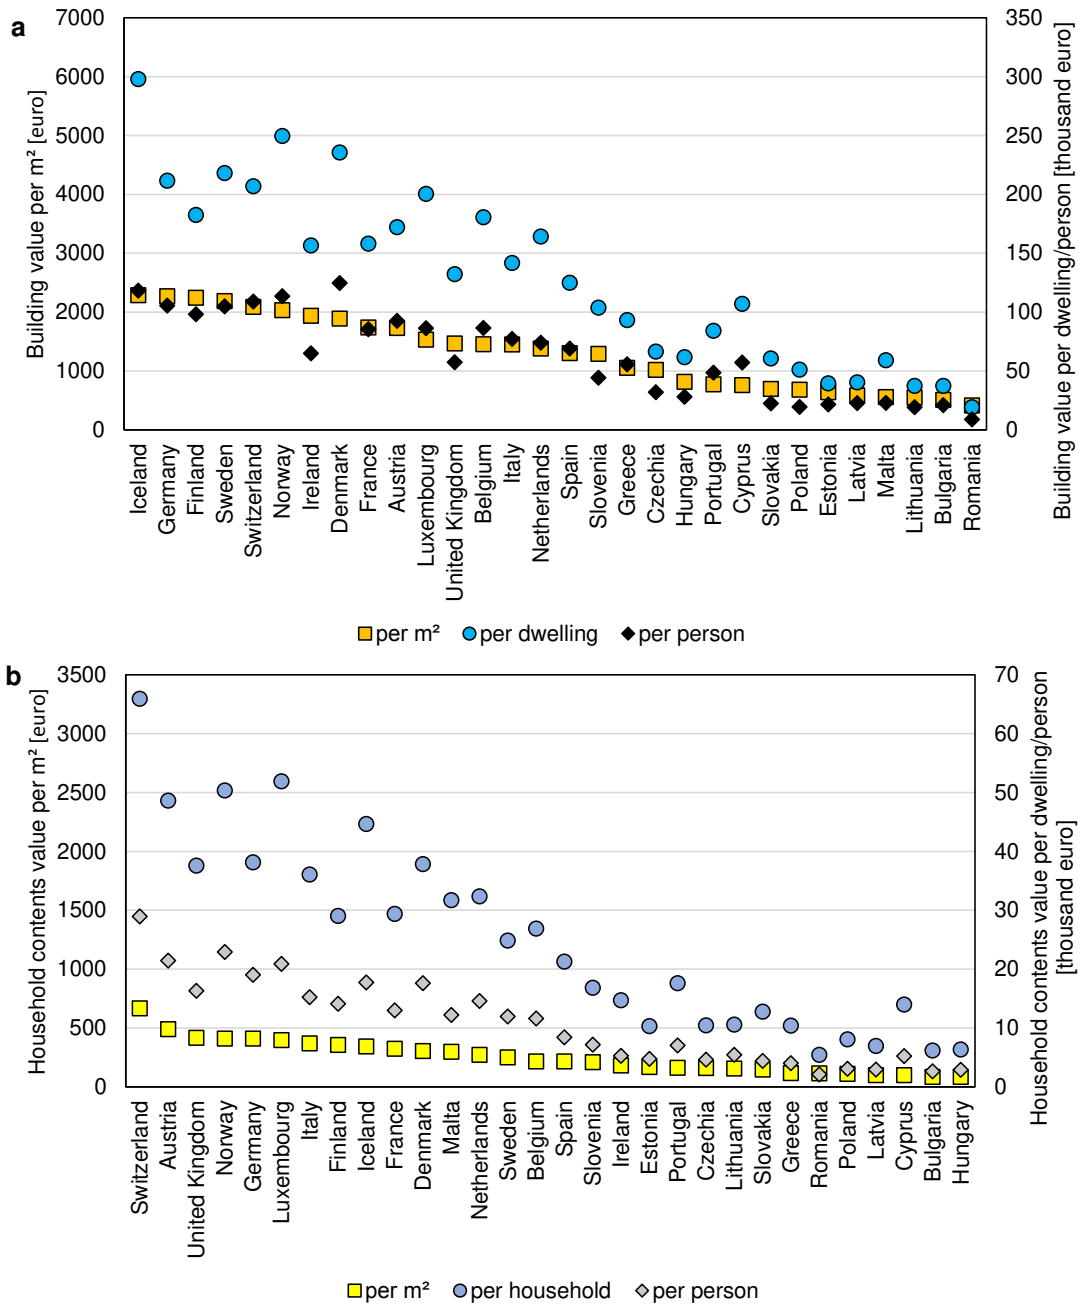 a
Building value per m² [euro]
7000
6000
5000
4000
3000
2000
1000
0
350
300
250
200
150
100
50
0
Building value per dwelling/person [thousand euro]
Iceland
Germany
Finland
Sweden
Switzerland
Norway
Ireland
Denmark
France
Austria
Luxembourg
United Kingdom
Belgium
Italy
Netherlands
Spain
Slovenia
Greece
Czechia
Hungary
Portugal
Cyprus
Slovakia
Poland
Estonia
Latvia
Malta
Lithuania
Bulgaria
Romania
per m² per dwelling per person
b
Household contents value per m² [euro]
3500
3000
2500
2000
1500
1000
500
0
70
60
50
40
30
20
10
0
Household contents value per dwelling/person
[thousand euro]
Switzerland
Austria
United Kingdom
Norway
Germany
Luxembourg
Italy
Finland
Iceland
France
Denmark
Malta
Netherlands
Sweden
Belgium
Spain
Slovenia
Ireland
Estonia
Portugal
Czechia
Lithuania
Slovakia
Greece
Romania
Poland
Latvia
Cyprus
Bulgaria
Hungary
per m² per household per person